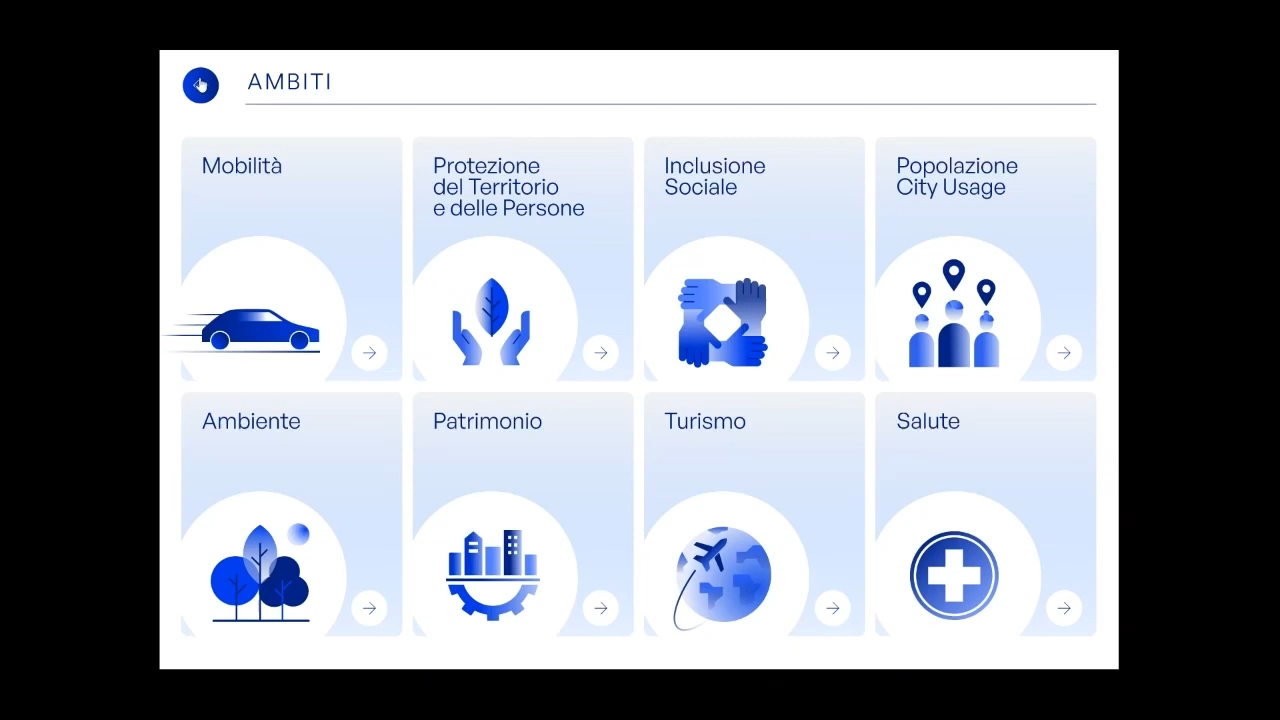 AMBITI
Mobilità
Protezione
del Territorio
e delle Persone
Inclusione
Sociale
Popolazione
City Usage
Ambiente
Patrimonio
Turismo
Salute